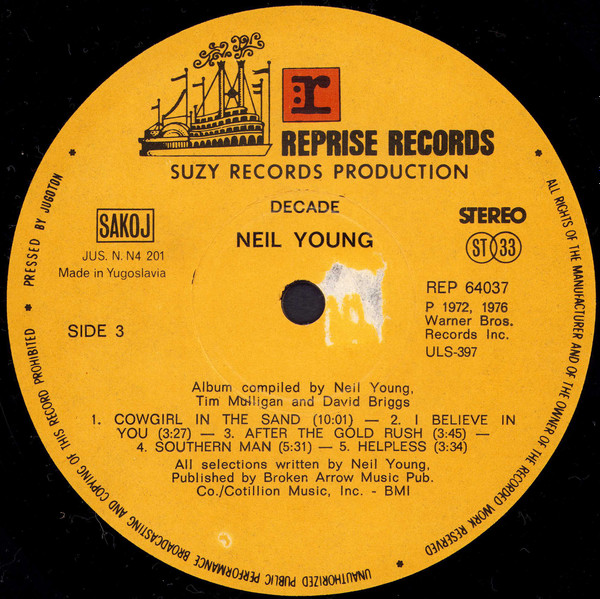 r
REPRISE RECORDS
SUZY RECORDS PRODUCTION
DECADE
NEIL YOUNG
SAKOJ
JUS. N. N4 201
Made in Yugoslavia
SIDE 3
STEREO
ST 33
REP 64037
P 1972, 1976
Warner Bros.
Records Inc.
ULS-397
Album compiled by Neil Young,
Tim Mulligan and David Briggs
1. COWGIRL IN THE SAND (10:01) — 2. I BELIEVE IN
YOU (3:27) — 3. AFTER THE GOLD RUSH (3:45) —
4. SOUTHERN MAN (5:31) — 5. HELPLESS (3:34)
All selections written by Neil Young,
Published by Broken Arrow Music Pub.
Co./Cotillion Music, Inc. - BMI
* ALL RIGHTS OF THE MANUFACTURER AND OF THE OWNER OF THE RECORDED WORK RESERVED * UNAUTHORIZED PUBLIC PERFORMANCE BROADCASTING AND COPYING OF THIS RECORD PROHIBITED * PRESSED BY JUGOTON *